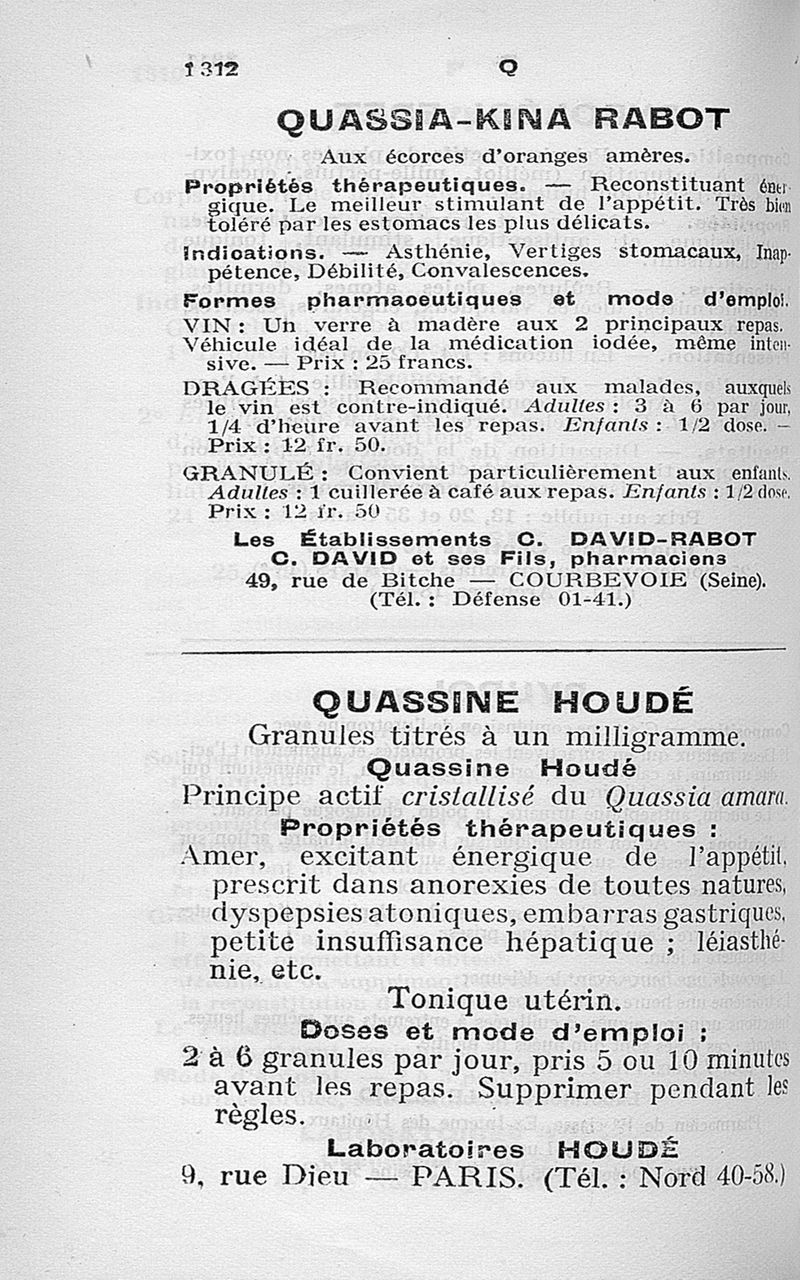 1312 Q
QUASSIA-KINA RABOT
Aux écorces d'oranges amères.
Propriétés thérapeutiques. — Reconstituant éner-
gique. Le meilleur stimulant de l'appétit. Très bien
toléré par les estomacs les plus délicats.
Indications. — Asthénie, Vertiges stomacaux, Inap-
pétence, Débilité, Convalescences.
Formes pharmaceutiques et mode d'emploi.
VIN : Un verre à madère aux 2 principaux repas.
Véhicule idéal de la médication iodée, même inten-
sive. — Prix : 25 francs.
DRAGÉES : Recommandé aux malades, auxquels
le vin est contre-indiqué. Adultes : 3 à 6 par jour,
1/4 d'heure avant les repas. Enfants : 1/2 dose. —
Prix : 12 fr. 50.
GRANULÉ : Convient particulièrement aux enfants.
Adultes : 1 cuillerée à café aux repas. Enfants : 1/2 dose.
Prix : 12 fr. 50
Les Établissements C. DAVID-RABOT
C. DAVID et ses Fils, pharmaciens
49, rue de Bitche — COURBEVOIE (Seine).
(Tél. : Défense 01-41.)
QUASSINE HOUDÉ
Granules titrés à un milligramme.
Quassine Houdé
Principe actif cristallisé du Quassia amara.
Propriétés thérapeutiques :
Amer, excitant énergique de l'appétit,
prescrit dans anorexies de toutes natures,
dyspepsies atoniques, embarras gastriques,
petite insuffisance hépatique ; léiasthé-
nie, etc.
Tonique utérin.
Doses et mode d'emploi :
2 à 6 granules par jour, pris 5 ou 10 minutes
avant les repas. Supprimer pendant les
règles.
Laboratoires HOUDÉ
9, rue Dieu — PARIS. (Tél. : Nord 40-58.)